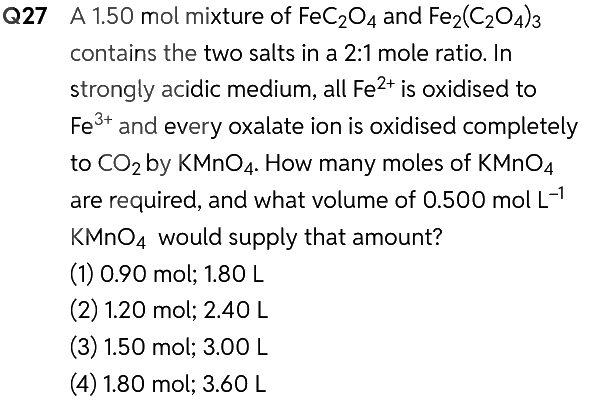 Q27 A 1.50 mol mixture of FeC₂O₄ and Fe₂(C₂O₄)₃
contains the two salts in a 2:1 mole ratio. In
strongly acidic medium, all Fe²⁺ is oxidised to
Fe³⁺ and every oxalate ion is oxidised completely
to CO₂ by KMnO₄. How many moles of KMnO₄
are required, and what volume of 0.500 mol L⁻¹
KMnO₄ would supply that amount?
(1) 0.90 mol; 1.80 L
(2) 1.20 mol; 2.40 L
(3) 1.50 mol; 3.00 L
(4) 1.80 mol; 3.60 L